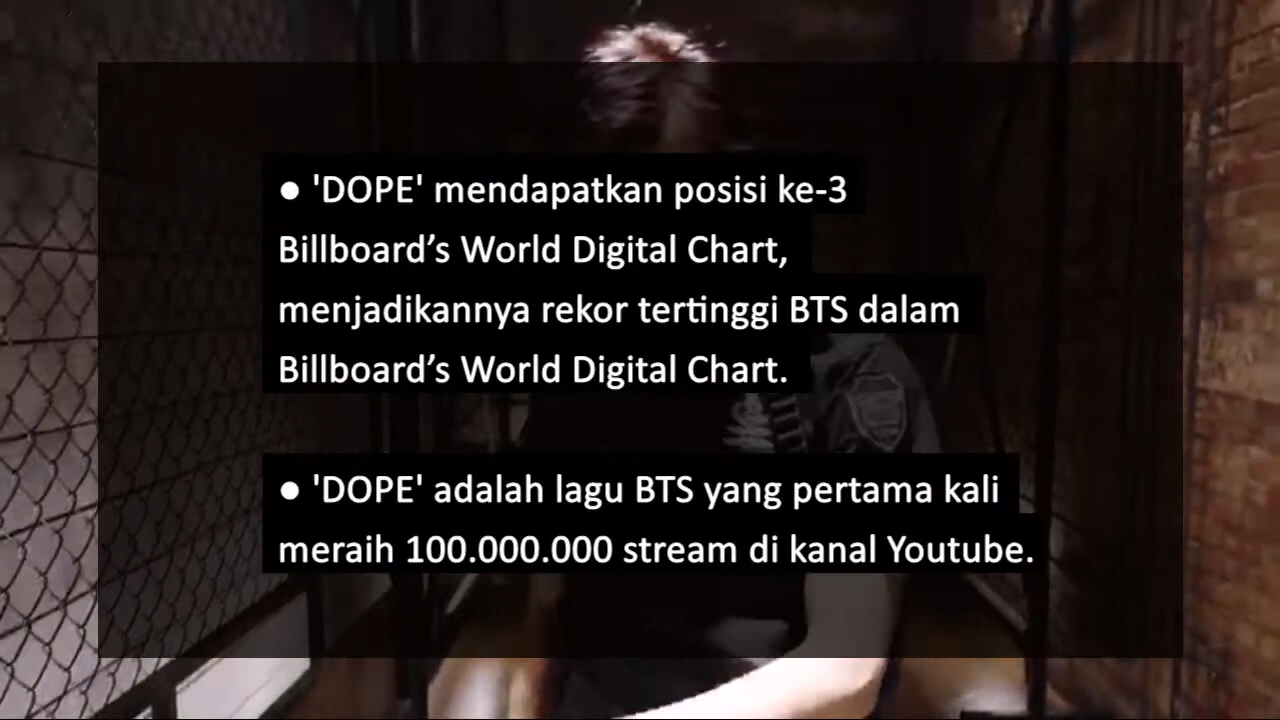 ● 'DOPE' mendapatkan posisi ke-3
Billboard’s World Digital Chart,
menjadikannya rekor tertinggi BTS dalam
Billboard’s World Digital Chart.
● 'DOPE' adalah lagu BTS yang pertama kali
meraih 100.000.000 stream di kanal Youtube.